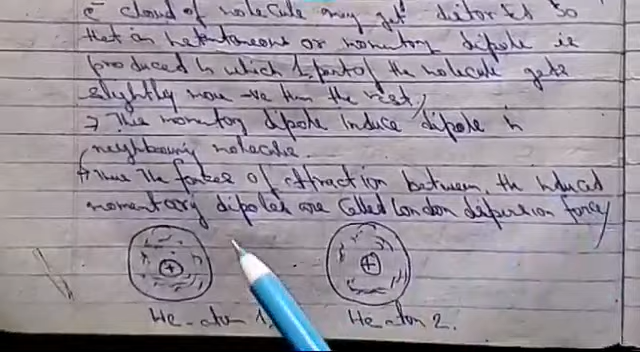 e⁻ cloud of molecule may get distorted so
that an instantaneous or momentary dipole is
produced in which 1 part of the molecule gets
slightly more -ve than the rest.
→ This momentary dipole induce dipole in
neighbouring molecule.
→ Thus the forces of attraction between the induced
momentary dipoles are called London dispersion forces
+ +
He-atom 1, He-atom 2.